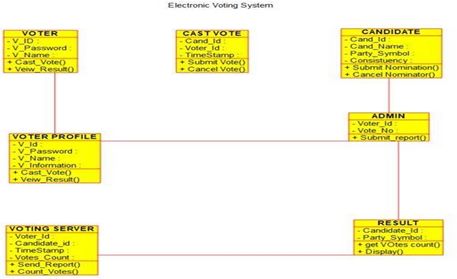 Electronic Voting System
VOTER
- V_ID :
- V_Password :
- V_Name :
+ Cast_Vote()
+ Veiw_Result()
CAST VOTE
- Cand_Id :
- Voter_Id :
- TimeStamp :
+ Submit Vote()
+ Cancel Vote()
CANDIDATE
- Cand_Id :
- Cand_Name :
- Party_Symbol :
- Consistuency :
+ Submit Nomination()
+ Cancel Nominator()
ADMIN
- Voter_Id :
- Vote_No :
+ Submit_report()
VOTER PROFILE
- V_Id :
- V_Password :
- V_Name :
- V_Information :
+ Cast_Vote()
+ Veiw_Result()
VOTING SERVER
- Voter_Id :
- Candidate_id :
- TimeStamp :
- Votes_Count :
+ Send_Report()
+ Count_Votes()
RESULT
- Candidate_Id :
- Party_Symbol :
+ get VOtes count()
+ Display()